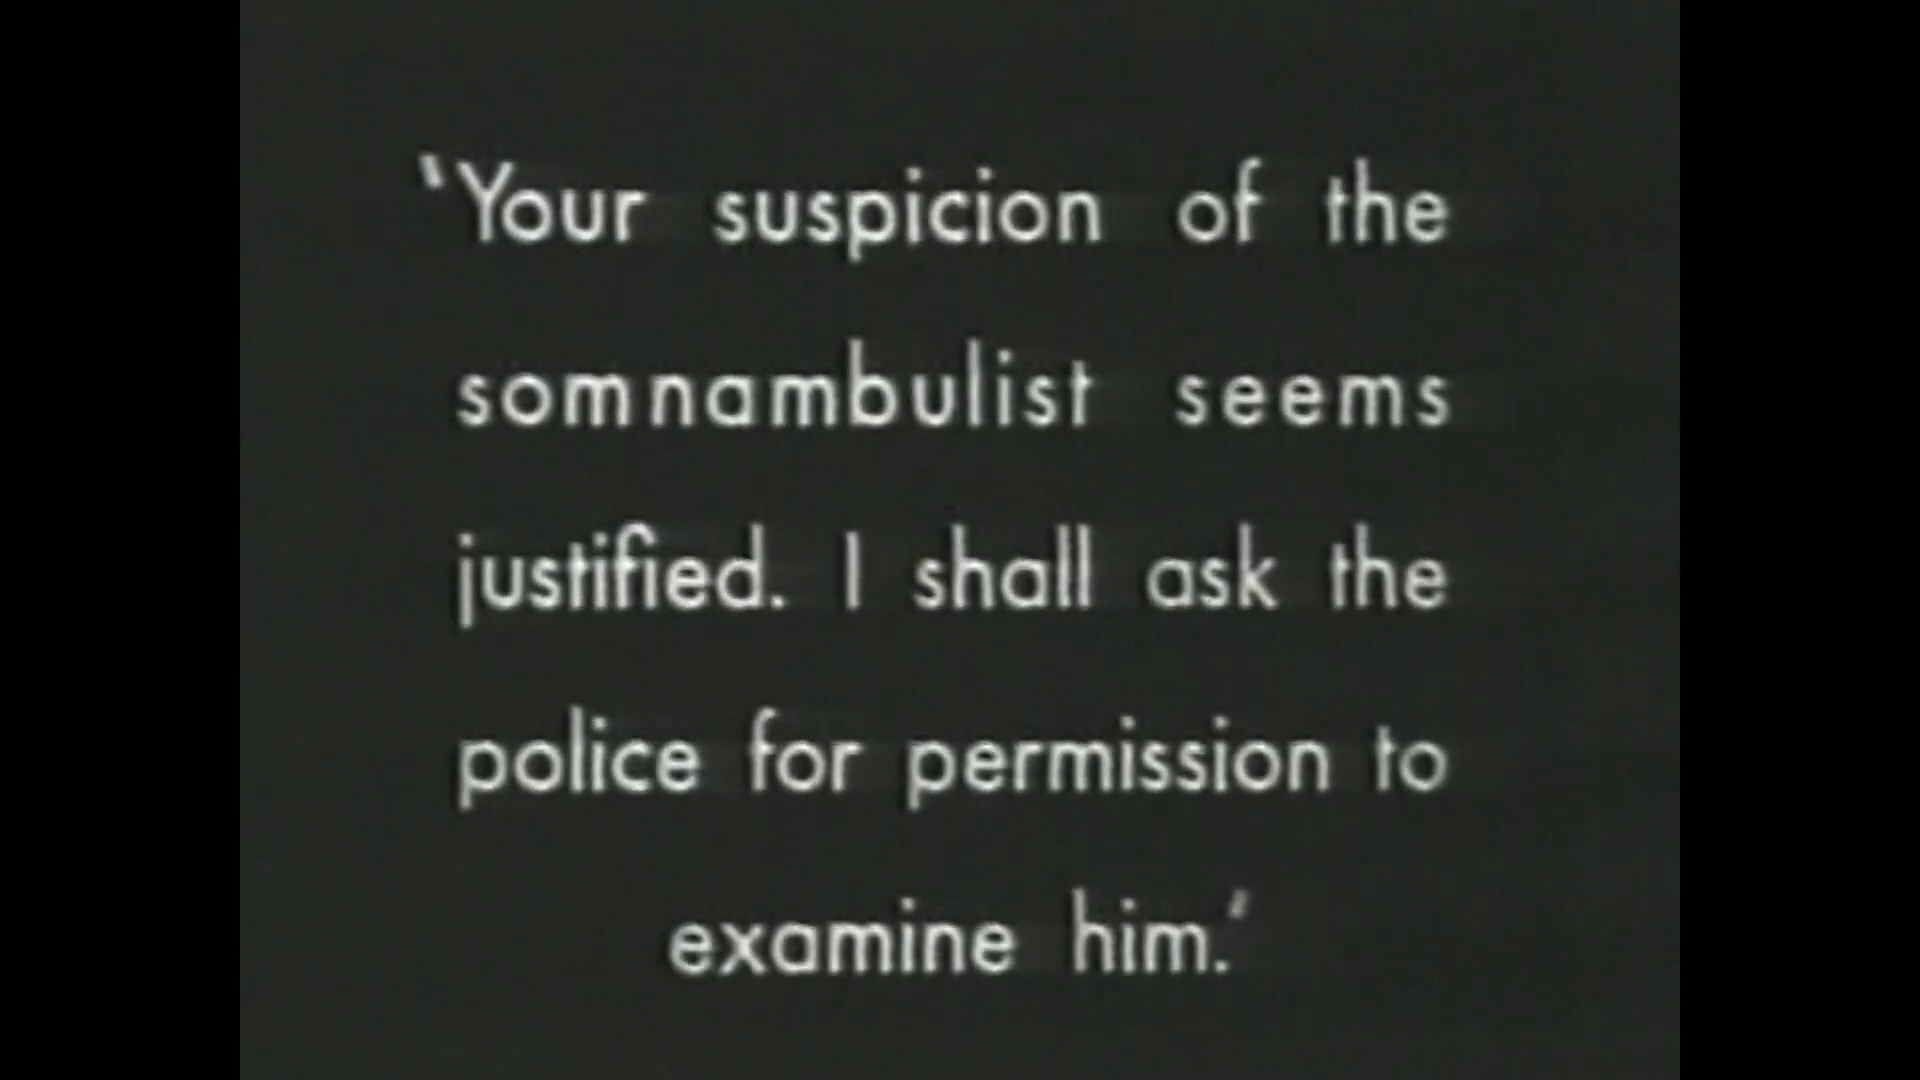 ‘Your suspicion of the
somnambulist seems
justified. I shall ask the
police for permission to
examine him.’